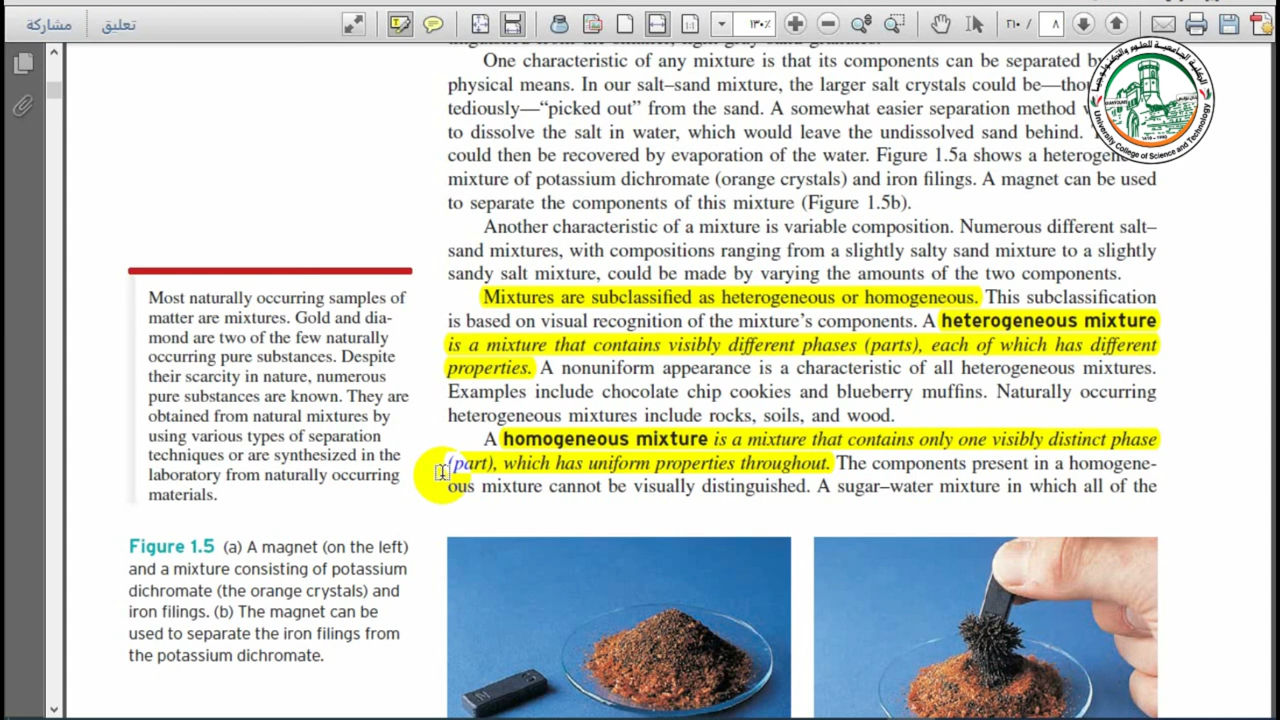 مشاركة
تعليق
١٣٠٪
٢١٠ /
٨
One characteristic of any mixture is that its components can be separated by
physical means. In our salt–sand mixture, the larger salt crystals could be—
tediously—“picked out” from the sand. A somewhat easier separation method
to dissolve the salt in water, which would leave the undissolved sand behind.
could then be recovered by evaporation of the water. Figure 1.5a shows a
mixture of potassium dichromate (orange crystals) and iron filings. A magnet can be used
to separate the components of this mixture (Figure 1.5b).
Another characteristic of a mixture is variable composition. Numerous different salt–
sand mixtures, with compositions ranging from a slightly salty sand mixture to a slightly
sandy salt mixture, could be made by varying the amounts of the two components.
Mixtures are subclassified as heterogeneous or homogeneous. This subclassification
is based on visual recognition of the mixture’s components. A heterogeneous mixture
is a mixture that contains visibly different phases (parts), each of which has different
properties. A nonuniform appearance is a characteristic of all heterogeneous mixtures.
Examples include chocolate chip cookies and blueberry muffins. Naturally occurring
heterogeneous mixtures include rocks, soils, and wood.
A homogeneous mixture is a mixture that contains only one visibly distinct phase
(part), which has uniform properties throughout. The components present in a homogene-
ous mixture cannot be visually distinguished. A sugar–water mixture in which all of the
Most naturally occurring samples of
matter are mixtures. Gold and dia-
mond are two of the few naturally
occurring pure substances. Despite
their scarcity in nature, numerous
pure substances are known. They are
obtained from natural mixtures by
using various types of separation
techniques or are synthesized in the
laboratory from naturally occurring
materials.
Figure 1.5 (a) A magnet (on the left)
and a mixture consisting of potassium
dichromate (the orange crystals) and
iron filings. (b) The magnet can be
used to separate the iron filings from
the potassium dichromate.
الكلية الجامعية للعلوم والتكنولوجيا
University College of Science and Technology